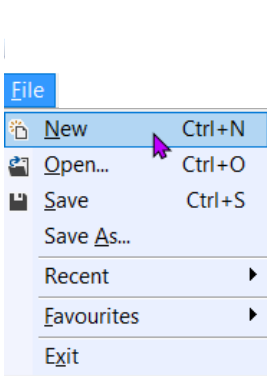 File
New Ctrl+N
Open... Ctrl+O
Save Ctrl+S
Save As...
Recent
Favourites
Exit